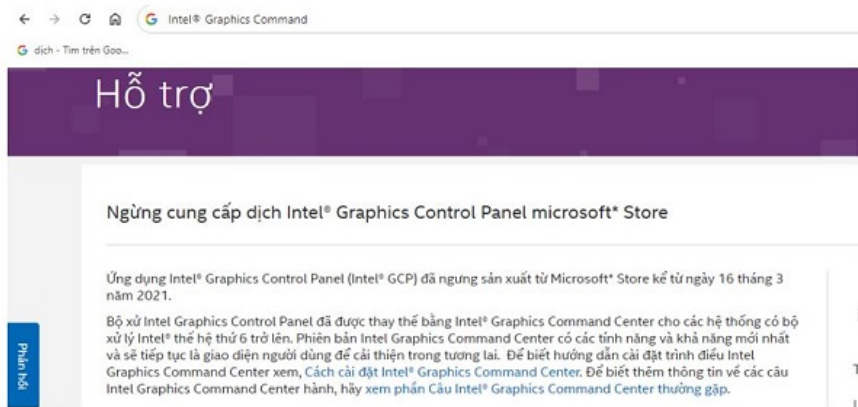 Intel® Graphics Command
dịch - Tìm trên Goo...
Hỗ trợ
Ngừng cung cấp dịch Intel® Graphics Control Panel microsoft* Store
Ứng dụng Intel® Graphics Control Panel (Intel® GCP) đã ngưng sản xuất từ Microsoft* Store kể từ ngày 16 tháng 3
năm 2021.
Bộ xử Intel Graphics Control Panel đã được thay thế bằng Intel® Graphics Command Center cho các hệ thống có bộ
xử lý Intel® thế hệ thứ 6 trở lên. Phiên bản Intel Graphics Command Center có các tính năng và khả năng mới nhất
và sẽ tiếp tục là giao diện người dùng để cải thiện trong tương lai. Để biết hướng dẫn cài đặt trình điều Intel
Graphics Command Center xem, Cách cài đặt Intel® Graphics Command Center. Để biết thêm thông tin về các câu
Intel Graphics Command Center hành, hãy xem phần Câu Intel® Graphics Command Center thường gặp.
Phản hồi